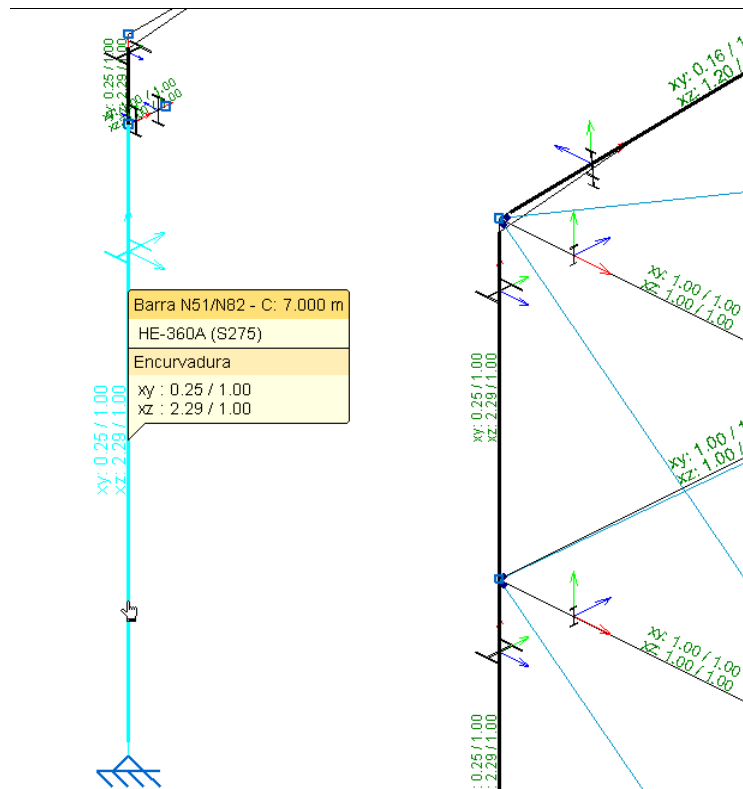 xy: 0.25 / 1.00
xz: 2.29 / 1.00
xy: 0.16 / 1
xz: 1.20 /
Barra N51/N82 - C: 7.000 m
HE-360A (S275)
Encurvadura
xy : 0.25 / 1.00
xz : 2.29 / 1.00
xy: 0.25 / 1.00
xz: 2.29 / 1.00
xy: 1.00 / 1.00
xz: 1.00 / 1.00
xy: 0.25 / 1.00
xz: 2.29 / 1.00
xy: 1.00 / 1
xz: 1.00 /
xy: 1.00 / 1.00
xz: 1.00 / 1.00
: 0.25 / 1.00
: 2.29 / 1.00